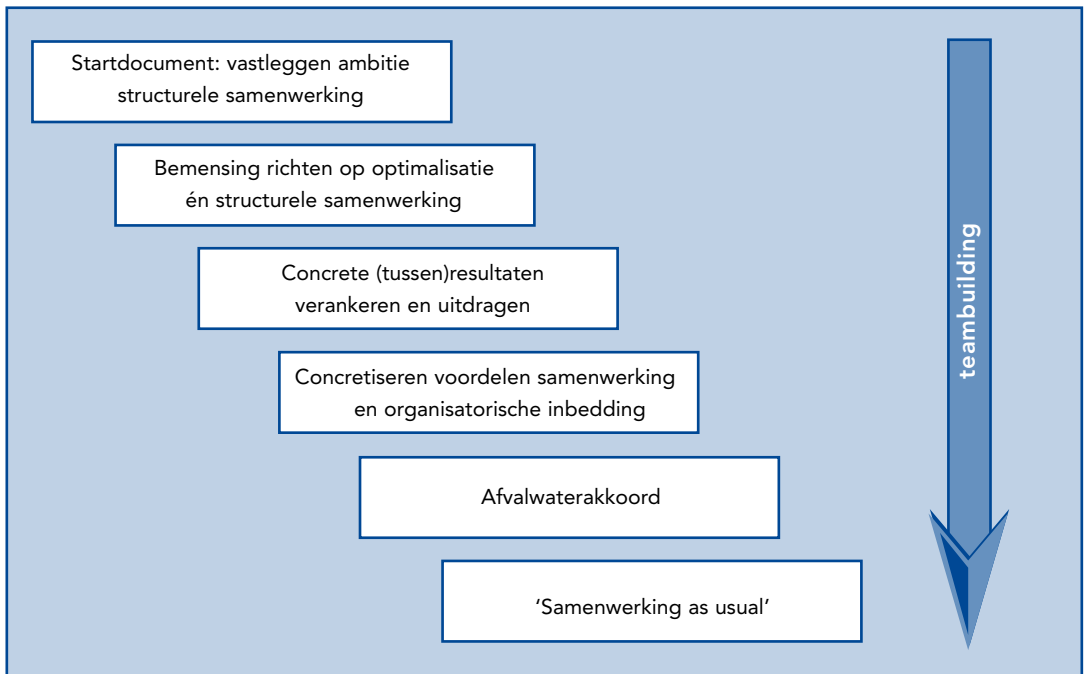 Startdocument: vastleggen ambitie
structurele samenwerking
Bemensing richten op optimalisatie
én structurele samenwerking
Concrete (tussen)resultaten
verankeren en uitdragen
Concretiseren voordelen samenwerking
en organisatorische inbedding
Afvalwaterakkoord
‘Samenwerking as usual’
teambuilding